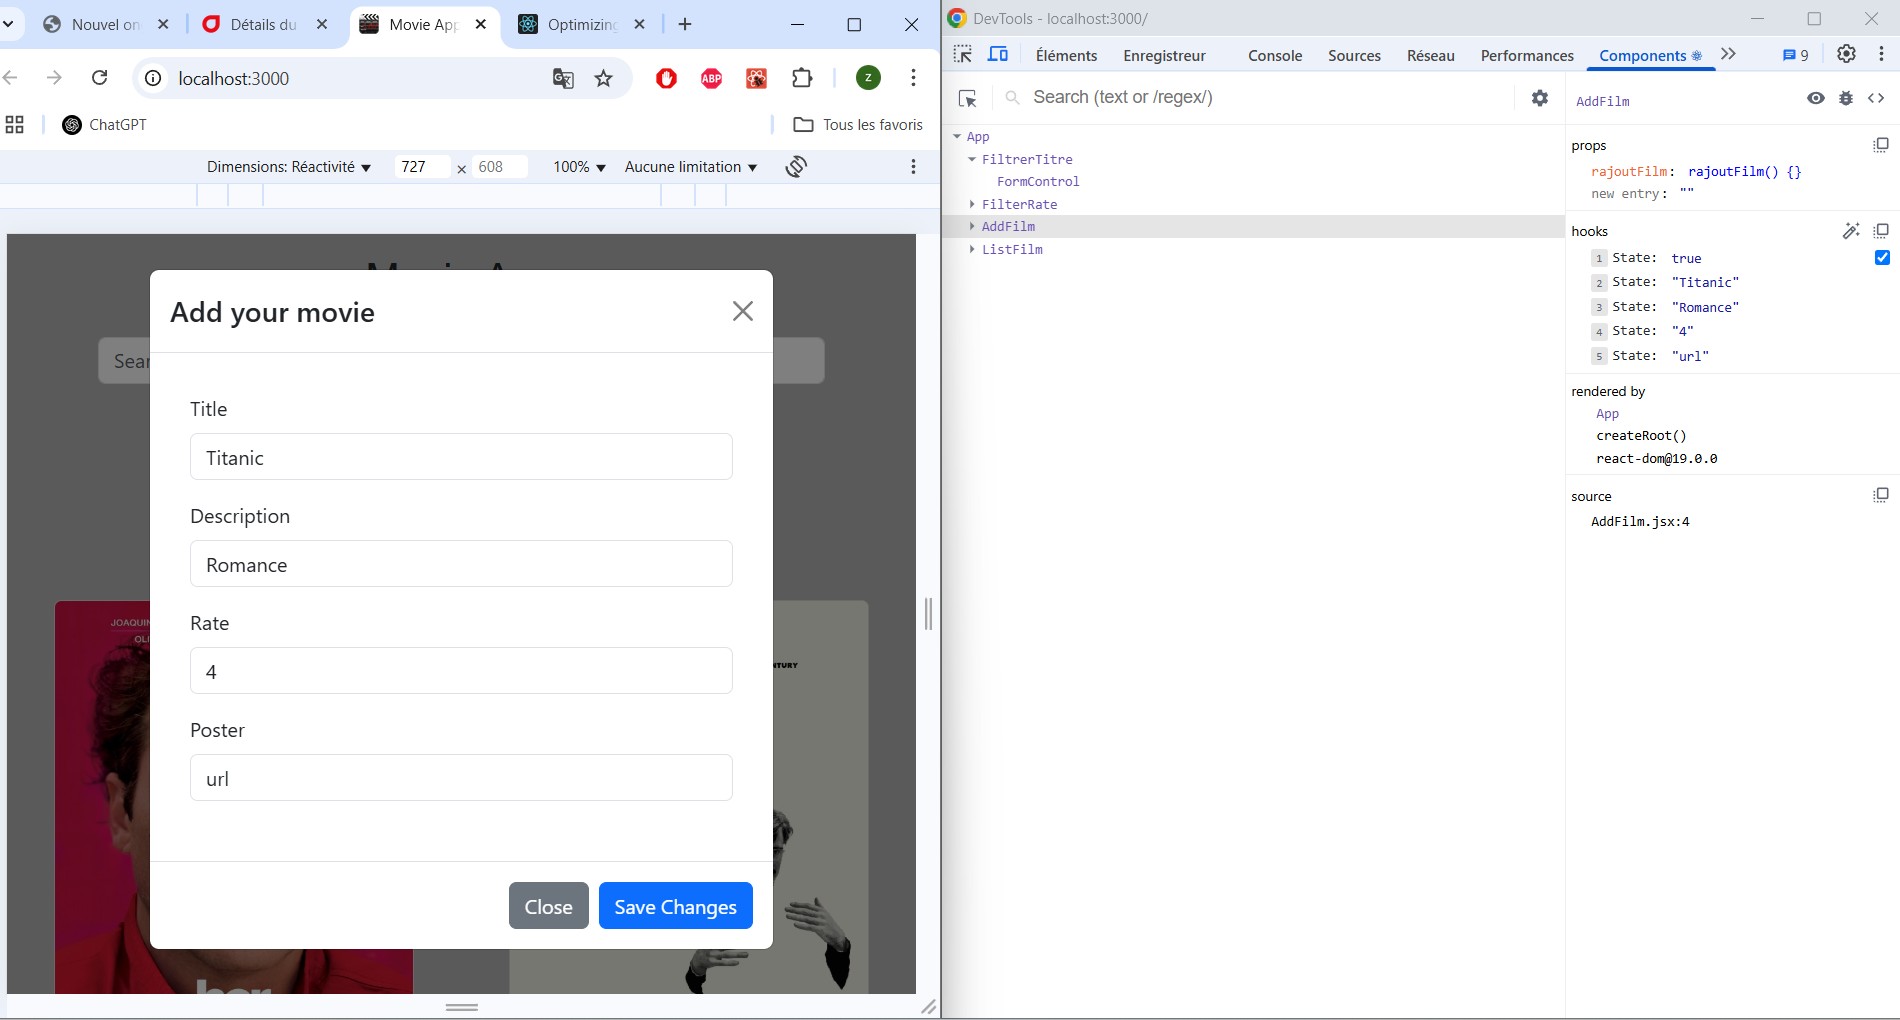 Nouvel on
Détails du
Movie App
Optimizing
localhost:3000
ABP
z
ChatGPT
Tous les favoris
Dimensions: Réactivité ▼ 727 × 608 100% ▼ Aucune limitation ▼
Add your movie
Sear
Title
Titanic
Description
Romance
Rate
4
Poster
url
Close
Save Changes
JOAQUIN
NTURY
DevTools - localhost:3000/
Éléments Enregistreur Console Sources Réseau Performances Components 9
Search (text or /regex/)
App
FiltrerTitre
FormControl
FilterRate
AddFilm
ListFilm
AddFilm
props
rajoutFilm: rajoutFilm() {}
new entry: ""
hooks
1 State: true
2 State: "Titanic"
3 State: "Romance"
4 State: "4"
5 State: "url"
rendered by
App
createRoot()
react-dom@19.0.0
source
AddFilm.jsx:4